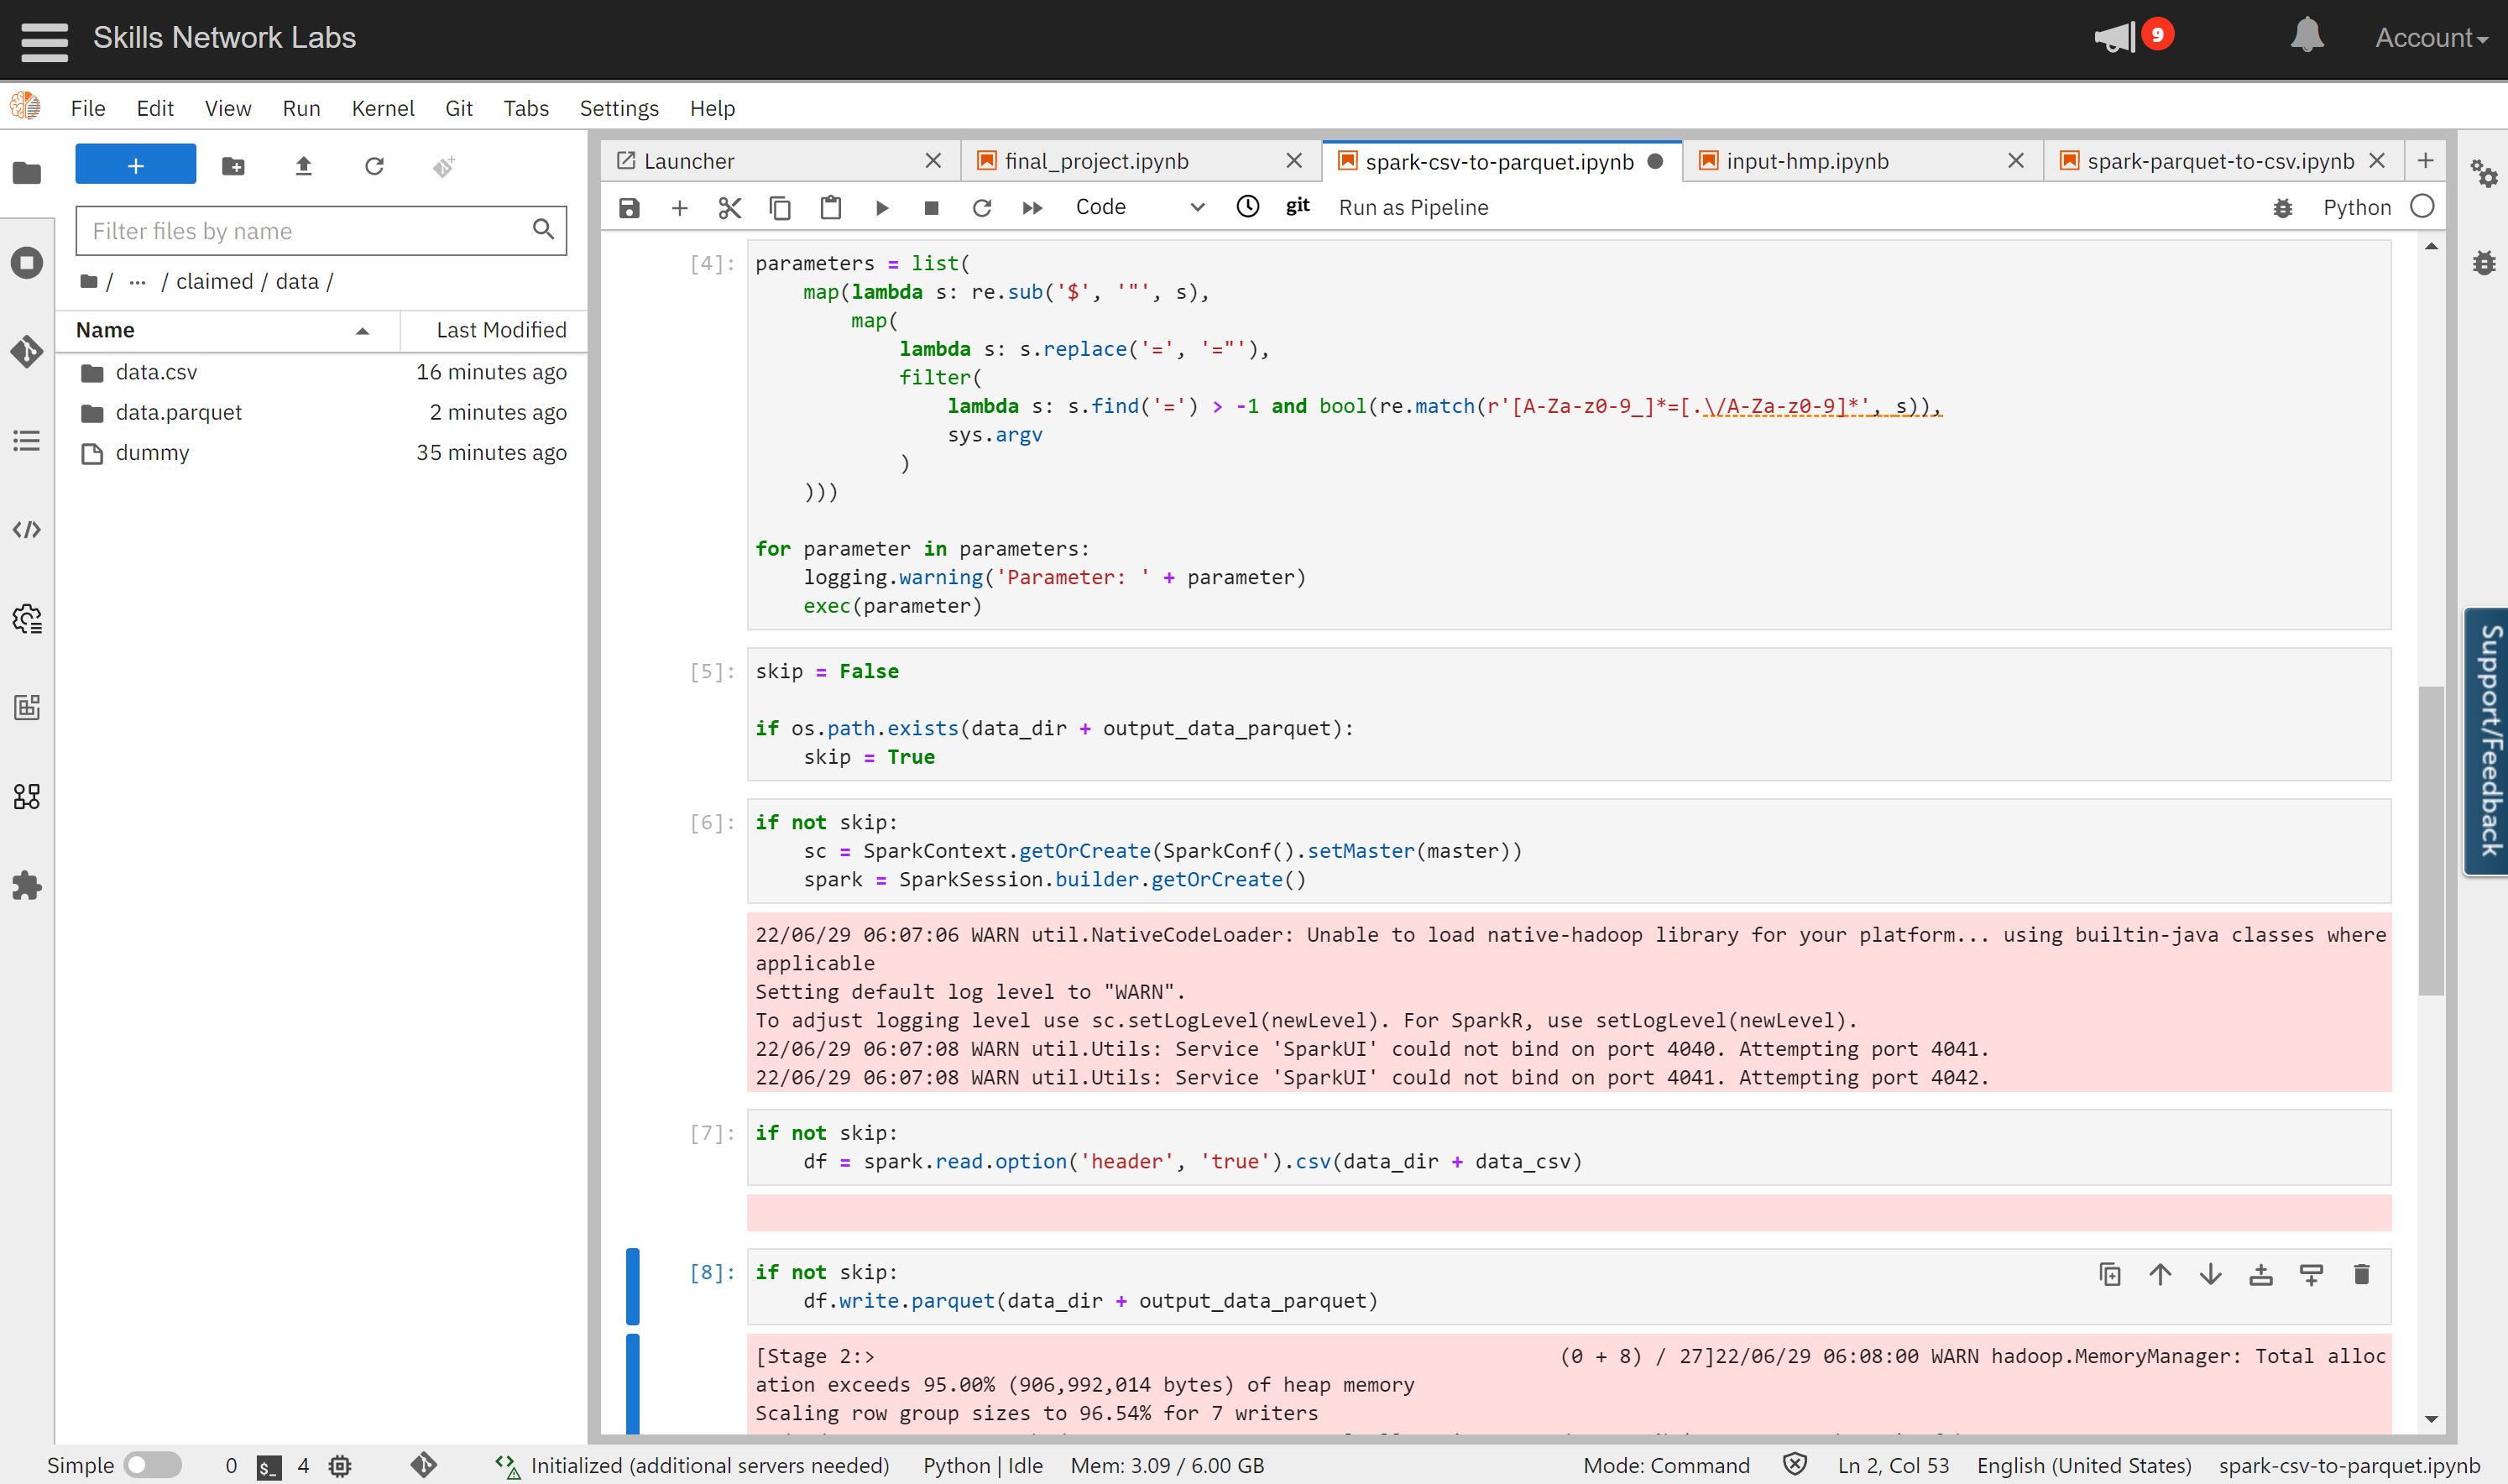 Skills Network Labs
9
Account
File Edit View Run Kernel Git Tabs Settings Help
+
Filter files by name
/ ··· / claimed / data /
Name Last Modified
data.csv 16 minutes ago
data.parquet 2 minutes ago
dummy 35 minutes ago
Launcher
final_project.ipynb
spark-csv-to-parquet.ipynb
input-hmp.ipynb
spark-parquet-to-csv.ipynb
Code
git
Run as Pipeline
Python
[4]: parameters = list(
    map(lambda s: re.sub('$', '"', s),
        map(
            lambda s: s.replace('=', '="'),
            filter(
                lambda s: s.find('=') > -1 and bool(re.match(r'[A-Za-z0-9_]*=[.\/A-Za-z0-9]*', s)),
                sys.argv
            )
    )))
for parameter in parameters:
    logging.warning('Parameter: ' + parameter)
    exec(parameter)
[5]: skip = False
if os.path.exists(data_dir + output_data_parquet):
    skip = True
[6]: if not skip:
    sc = SparkContext.getOrCreate(SparkConf().setMaster(master))
    spark = SparkSession.builder.getOrCreate()
22/06/29 06:07:06 WARN util.NativeCodeLoader: Unable to load native-hadoop library for your platform... using builtin-java classes where
applicable
Setting default log level to "WARN".
To adjust logging level use sc.setLogLevel(newLevel). For SparkR, use setLogLevel(newLevel).
22/06/29 06:07:08 WARN util.Utils: Service 'SparkUI' could not bind on port 4040. Attempting port 4041.
22/06/29 06:07:08 WARN util.Utils: Service 'SparkUI' could not bind on port 4041. Attempting port 4042.
[7]: if not skip:
    df = spark.read.option('header', 'true').csv(data_dir + data_csv)
[8]: if not skip:
    df.write.parquet(data_dir + output_data_parquet)
[Stage 2:> (0 + 8) / 27]22/06/29 06:08:00 WARN hadoop.MemoryManager: Total alloc
ation exceeds 95.00% (906,992,014 bytes) of heap memory
Scaling row group sizes to 96.54% for 7 writers
Support/Feedback
Simple 0 $_ 4 Initialized (additional servers needed) Python | Idle Mem: 3.09 / 6.00 GB Mode: Command Ln 2, Col 53 English (United States) spark-csv-to-parquet.ipynb